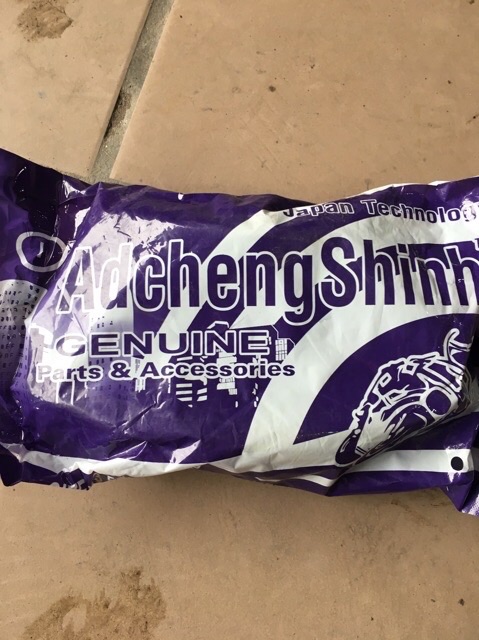 Japan Technolog
AdchengShinh
GENUINE
Parts & Accessories